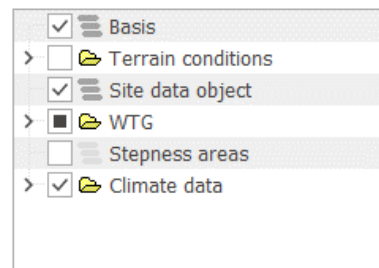 Basis
Terrain conditions
Site data object
WTG
Stepness areas
Climate data